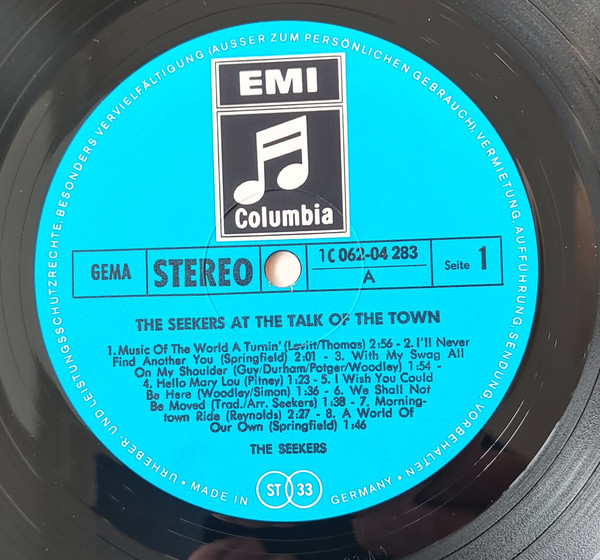 URHEBER- UND LEISTUNGSSCHUTZRECHTE, BESONDERS VERVIELFÄLTIGUNG (AUSSER ZUM PERSÖNLICHEN GEBRAUCH), VERMIETUNG, AUFFÜHRUNG, SENDUNG VORBEHALTEN •
EMI
Columbia
GEMA
STEREO
1C 062-04 283
A
Seite 1
THE SEEKERS AT THE TALK OF THE TOWN
1. Music Of The World A Turnin' (Levitt/Thomas) 2:56 - 2. I'll Never
Find Another You (Springfield) 2:01 - 3. With My Swag All
On My Shoulder (Guy/Durham/Potger/Woodley) 1:54 -
4. Hello Mary Lou (Pitney) 1:23 - 5. I Wish You Could
Be Here (Woodley/Simon) 1:36 - 6. We Shall Not
Be Moved (Trad./Arr. Seekers) 1:38 - 7. Morning-
town Ride (Reynolds) 2:27 - 8. A World Of
Our Own (Springfield) 1:46
THE SEEKERS
• MADE IN
ST 33
GERMANY •